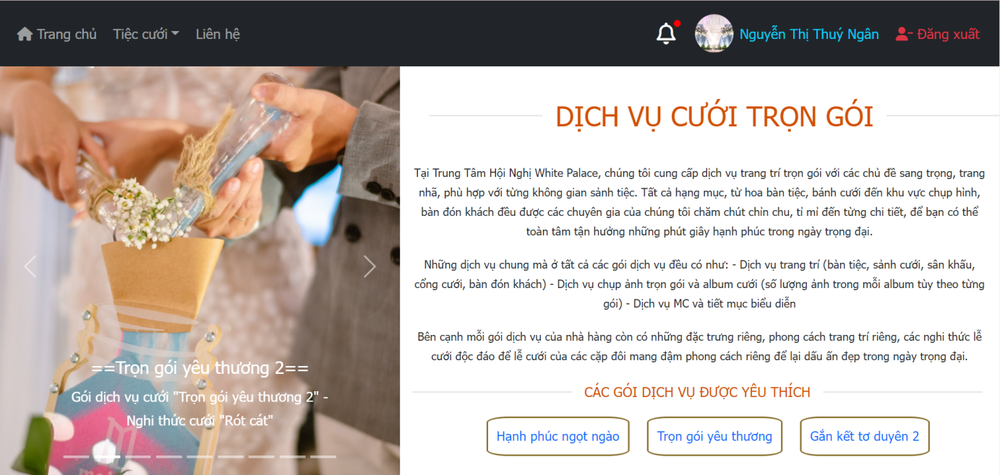 Trang chủ Tiệc cưới Liên hệ Nguyễn Thị Thuý Ngân Đăng xuất
==Trọn gói yêu thương 2==
Gói dịch vụ cưới "Trọn gói yêu thương 2" -
Nghi thức cưới "Rót cát"
DỊCH VỤ CƯỚI TRỌN GÓI
Tại Trung Tâm Hội Nghị White Palace, chúng tôi cung cấp dịch vụ trang trí trọn gói với các chủ đề sang trọng, trang
nhã, phù hợp với từng không gian sảnh tiệc. Tất cả hạng mục, từ hoa bàn tiệc, bánh cưới đến khu vực chụp hình,
bàn đón khách đều được các chuyên gia của chúng tôi chăm chút chỉn chu, tỉ mỉ đến từng chi tiết, để bạn có thể
toàn tâm tận hưởng những phút giây hạnh phúc trong ngày trọng đại.
Những dịch vụ chung mà ở tất cả các gói dịch vụ đều có như: - Dịch vụ trang trí (bàn tiệc, sảnh cưới, sân khấu,
cổng cưới, bàn đón khách) - Dịch vụ chụp ảnh trọn gói và album cưới (số lượng ảnh trong mỗi album tùy theo từng
gói) - Dịch vụ MC và tiết mục biểu diễn
Bên cạnh mỗi gói dịch vụ của nhà hàng còn có những đặc trưng riêng, phong cách trang trí riêng, các nghi thức lễ
cưới độc đáo để lễ cưới của các cặp đôi mang đậm phong cách riêng để lại dấu ấn đẹp trong ngày trọng đại.
CÁC GÓI DỊCH VỤ ĐƯỢC YÊU THÍCH
Hạnh phúc ngọt ngào Trọn gói yêu thương Gắn kết tơ duyên 2